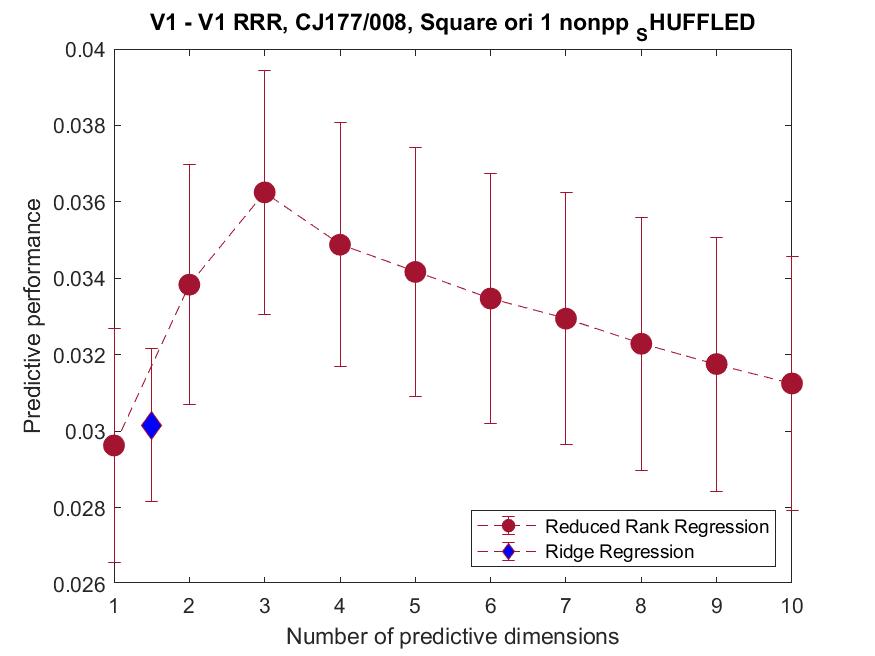 V1 - V1 RRR, CJ177/008, Square ori 1 nonpp SHUFFLED
0.04
0.038
0.036
0.034
0.032
0.03
0.028
0.026
Predictive performance
1 2 3 4 5 6 7 8 9 10
Number of predictive dimensions
Reduced Rank Regression
Ridge Regression